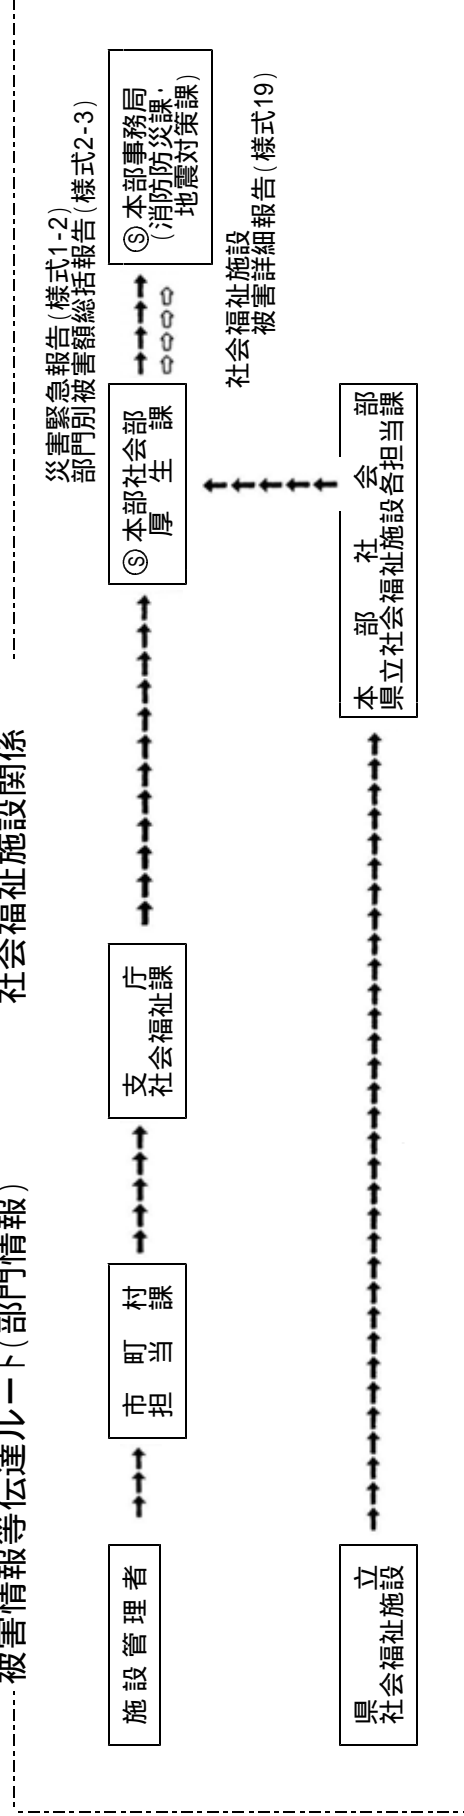 被害情報等伝達ルート(部門情報)
社会福祉施設関係
施設管理者
市町村
担当課
支庁
社会福祉課
Ⓢ本部社会部
厚生課
災害緊急報告(様式1-2)
部門別被害額総括報告(様式2-3)
Ⓢ本部事務局
(消防防災課・
地震対策課)
社会福祉施設
被害詳細報告(様式19)
県立
社会福祉施設
本部社会部
県立社会福祉施設各担当課